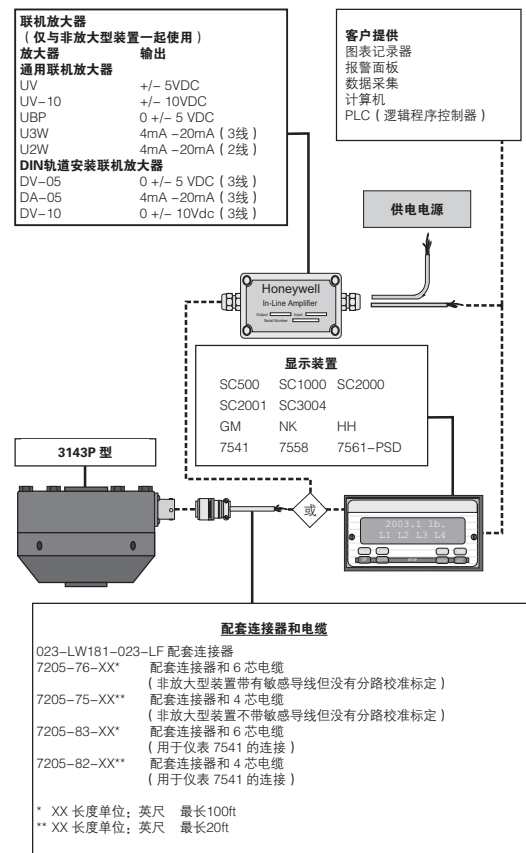 联机放大器
（仅与非放大型装置一起使用）
放大器 输出
通用联机放大器
UV +/– 5VDC
UV–10 +/– 10VDC
UBP 0 +/– 5 VDC
U3W 4mA –20mA（3线）
U2W 4mA –20mA（2线）
DIN轨道安装联机放大器
DV–05 0 +/– 5 VDC（3线）
DA–05 4mA –20mA（3线）
DV–10 0 +/– 10Vdc（3线）
客户提供
图表记录器
报警面板
数据采集
计算机
PLC（逻辑程序控制器）
供电电源
Honeywell
In-Line Amplifier
Output Input
Serial Number
显示装置
SC500 SC1000 SC2000
SC2001 SC3004
GM NK HH
7541 7558 7561–PSD
3143P 型
或
2003.1 lb.
L1 L2 L3 L4
配套连接器和电缆
023–LW181–023–LF 配套连接器
7205–76–XX* 配套连接器和 6 芯电缆
（非放大型装置带有敏感导线但没有分路校准标定）
7205–75–XX** 配套连接器和 4 芯电缆
（非放大型装置不带敏感导线但没有分路校准标定）
7205–83–XX* 配套连接器和 6 芯电缆
（用于仪表 7541 的连接）
7205–82–XX** 配套连接器和 4 芯电缆
（用于仪表 7541 的连接）
* XX 长度单位：英尺 最长100ft
** XX 长度单位：英尺 最长20ft